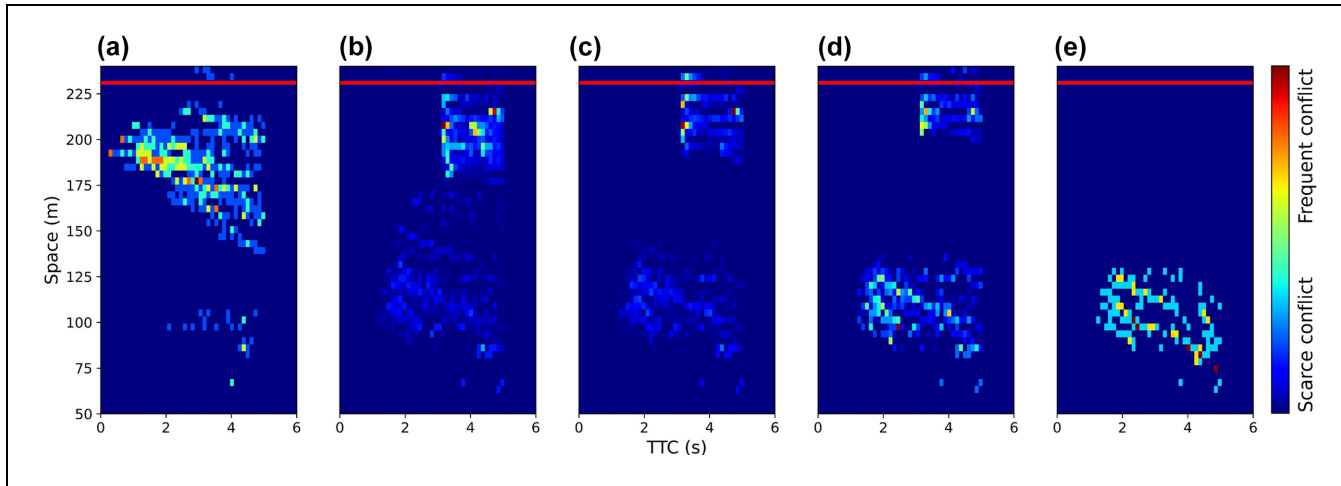 (a) (b) (c) (d) (e)
225
200
175
150
125
100
75
50
Space (m)
0 2 4 6 0 2 4 6 0 2 4 6 0 2 4 6 0 2 4 6
TTC (s)
Frequent conflict
Scarce conflict